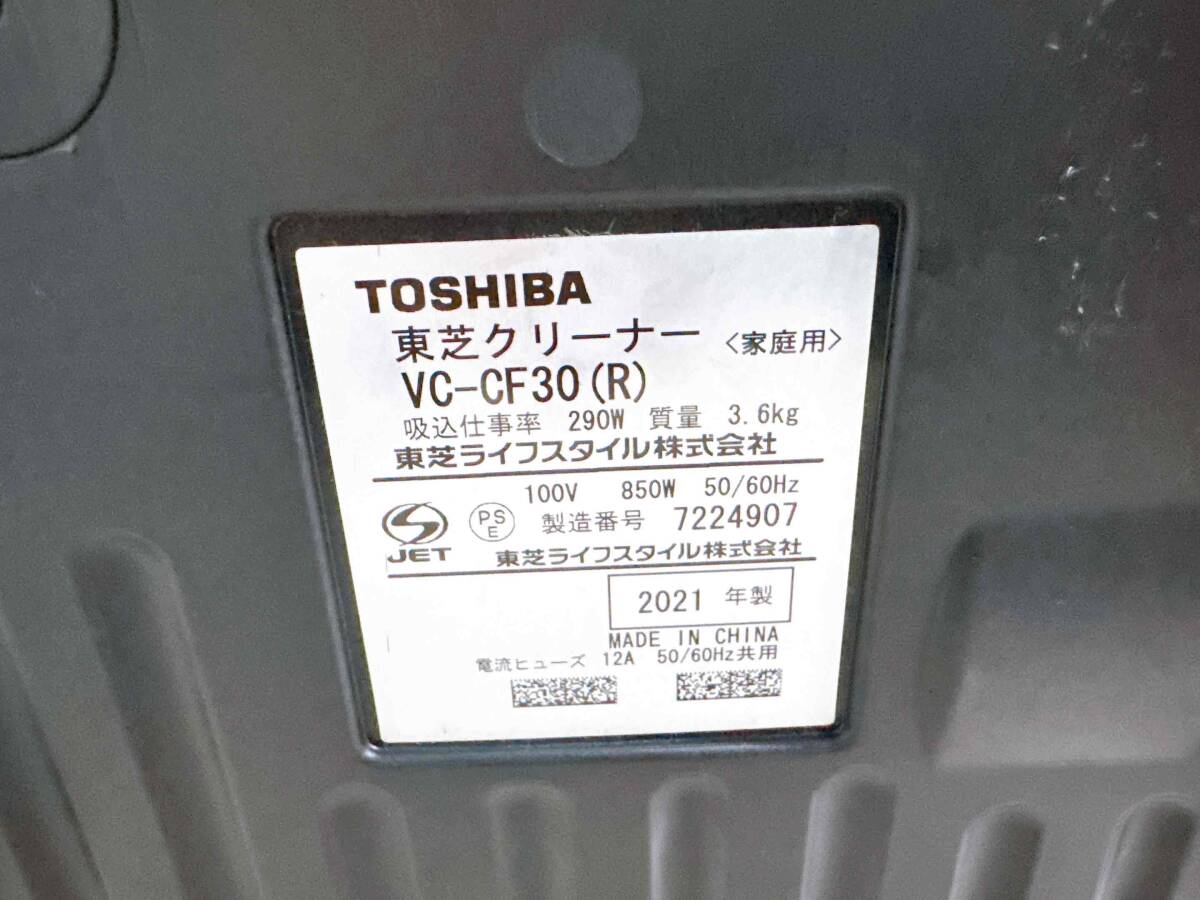 TOSHIBA
東芝クリーナー 〈家庭用〉
VC-CF30(R)
吸込仕事率 290W 質量 3.6kg
東芝ライフスタイル株式会社
100V 850W 50/60Hz
JET PSE 製造番号 7224907
東芝ライフスタイル株式会社
2021 年製
MADE IN CHINA
電流ヒューズ 12A 50/60Hz共用